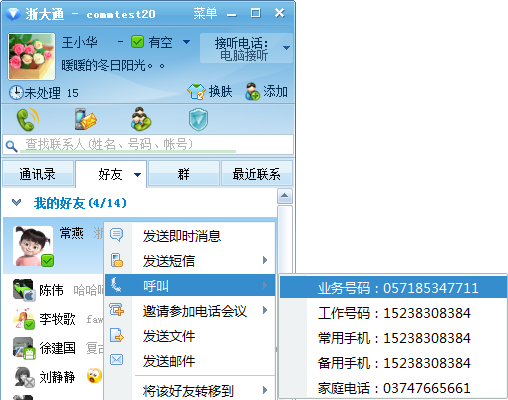 浙大通 - commtest20 菜单
王小华 - 有空
接听电话：
电脑接听
暖暖的冬日阳光。。
未处理 15 换肤 添加
查找联系人(姓名、号码、帐号)
通讯录 好友 群 最近联系
我的好友(4/14)
常燕
发送即时消息
发送短信
呼叫
邀请参加电话会议
发送文件
发送邮件
将该好友转移到
业务号码：057185347711
工作号码：15238308384
常用手机：15238308384
备用手机：15238308384
家庭电话：03747665661
陈伟 哈哈
李牧歌 faw
徐建国 复古
刘静静